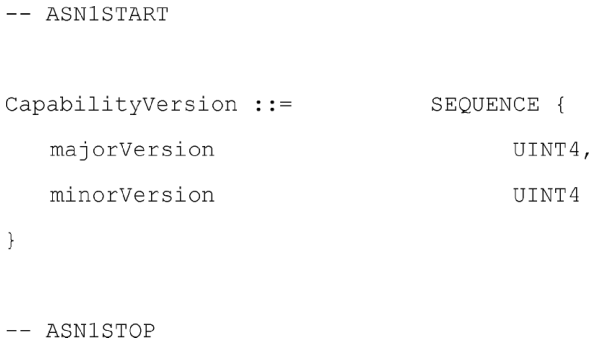 -- ASN1START
CapabilityVersion ::= SEQUENCE {
majorVersion UINT4,
minorVersion UINT4
}
-- ASN1STOP